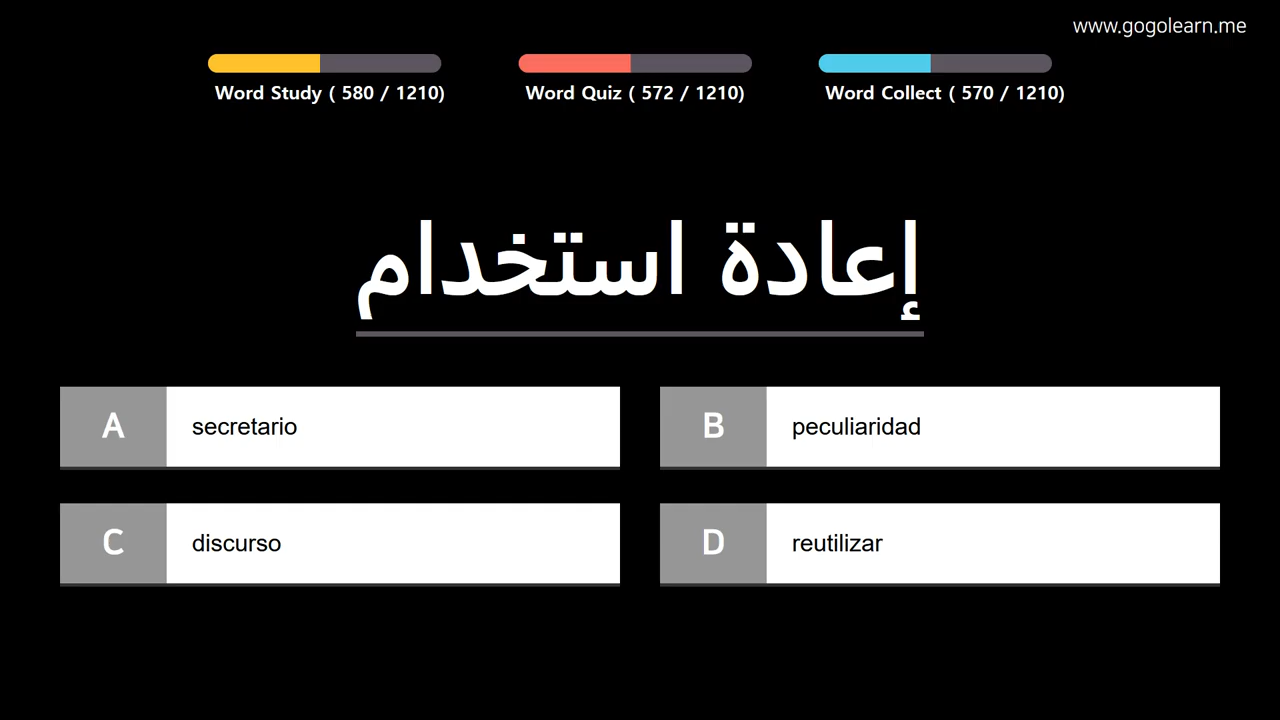 www.gogolearn.me
Word Study ( 580 / 1210)
Word Quiz ( 572 / 1210)
Word Collect ( 570 / 1210)
إعادة استخدام
A secretario
B peculiaridad
C discurso
D reutilizar